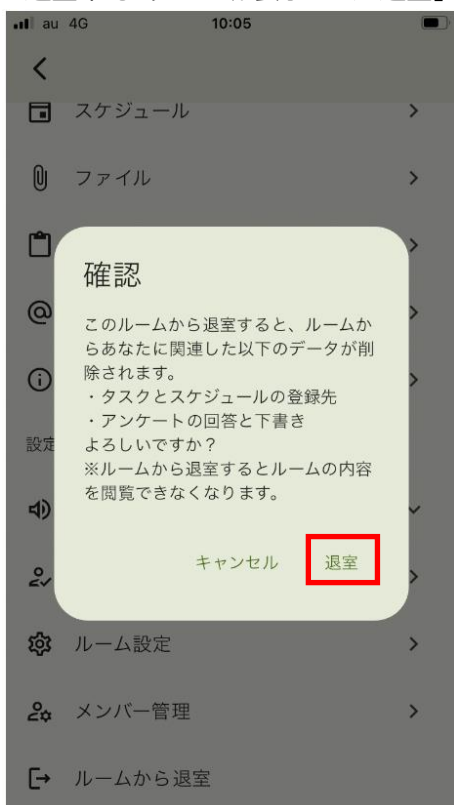 au 4G 10:05
スケジュール
ファイル
確認
このルームから退室すると、ルームか
らあなたに関連した以下のデータが削
除されます。
・タスクとスケジュールの登録先
・アンケートの回答と下書き
よろしいですか？
※ルームから退室するとルームの内容
を閲覧できなくなります。
設定
キャンセル 退室
ルーム設定
メンバー管理
ルームから退室